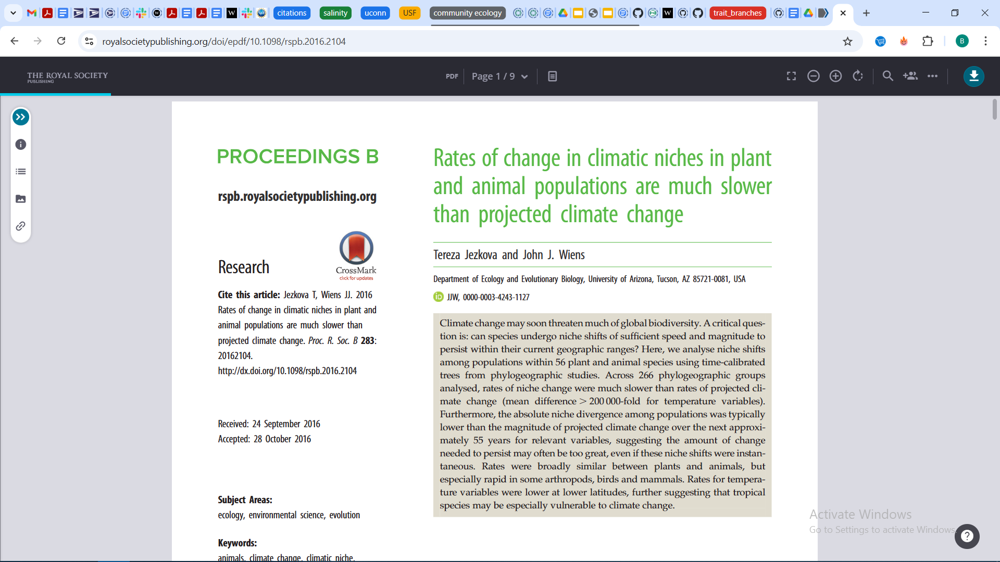 citations
salinity
uconn
USF
community ecology
trait_branches
royalsocietypublishing.org/doi/epdf/10.1098/rspb.2016.2104
B
THE ROYAL SOCIETY
PUBLISHING
PDF
Page 1 / 9
PROCEEDINGS B
rspb.royalsocietypublishing.org
Research
CrossMark
click for updates
Cite this article: Jezkova T, Wiens JJ. 2016
Rates of change in climatic niches in plant and
animal populations are much slower than
projected climate change. Proc. R. Soc. B 283:
20162104.
http://dx.doi.org/10.1098/rspb.2016.2104
Received: 24 September 2016
Accepted: 28 October 2016
Subject Areas:
ecology, environmental science, evolution
Keywords:
animals, climate change, climatic niche,
Rates of change in climatic niches in plant
and animal populations are much slower
than projected climate change
Tereza Jezkova and John J. Wiens
Department of Ecology and Evolutionary Biology, University of Arizona, Tucson, AZ 85721-0081, USA
iD JJW, 0000-0003-4243-1127
Climate change may soon threaten much of global biodiversity. A critical ques-
tion is: can species undergo niche shifts of sufficient speed and magnitude to
persist within their current geographic ranges? Here, we analyse niche shifts
among populations within 56 plant and animal species using time-calibrated
trees from phylogeographic studies. Across 266 phylogeographic groups
analysed, rates of niche change were much slower than rates of projected cli-
mate change (mean difference > 200 000-fold for temperature variables).
Furthermore, the absolute niche divergence among populations was typically
lower than the magnitude of projected climate change over the next approxi-
mately 55 years for relevant variables, suggesting the amount of change
needed to persist may often be too great, even if these niche shifts were instan-
taneous. Rates were broadly similar between plants and animals, but
especially rapid in some arthropods, birds and mammals. Rates for tempera-
ture variables were lower at lower latitudes, further suggesting that tropical
species may be especially vulnerable to climate change.
Activate Windows
Go to Settings to activate Windows.